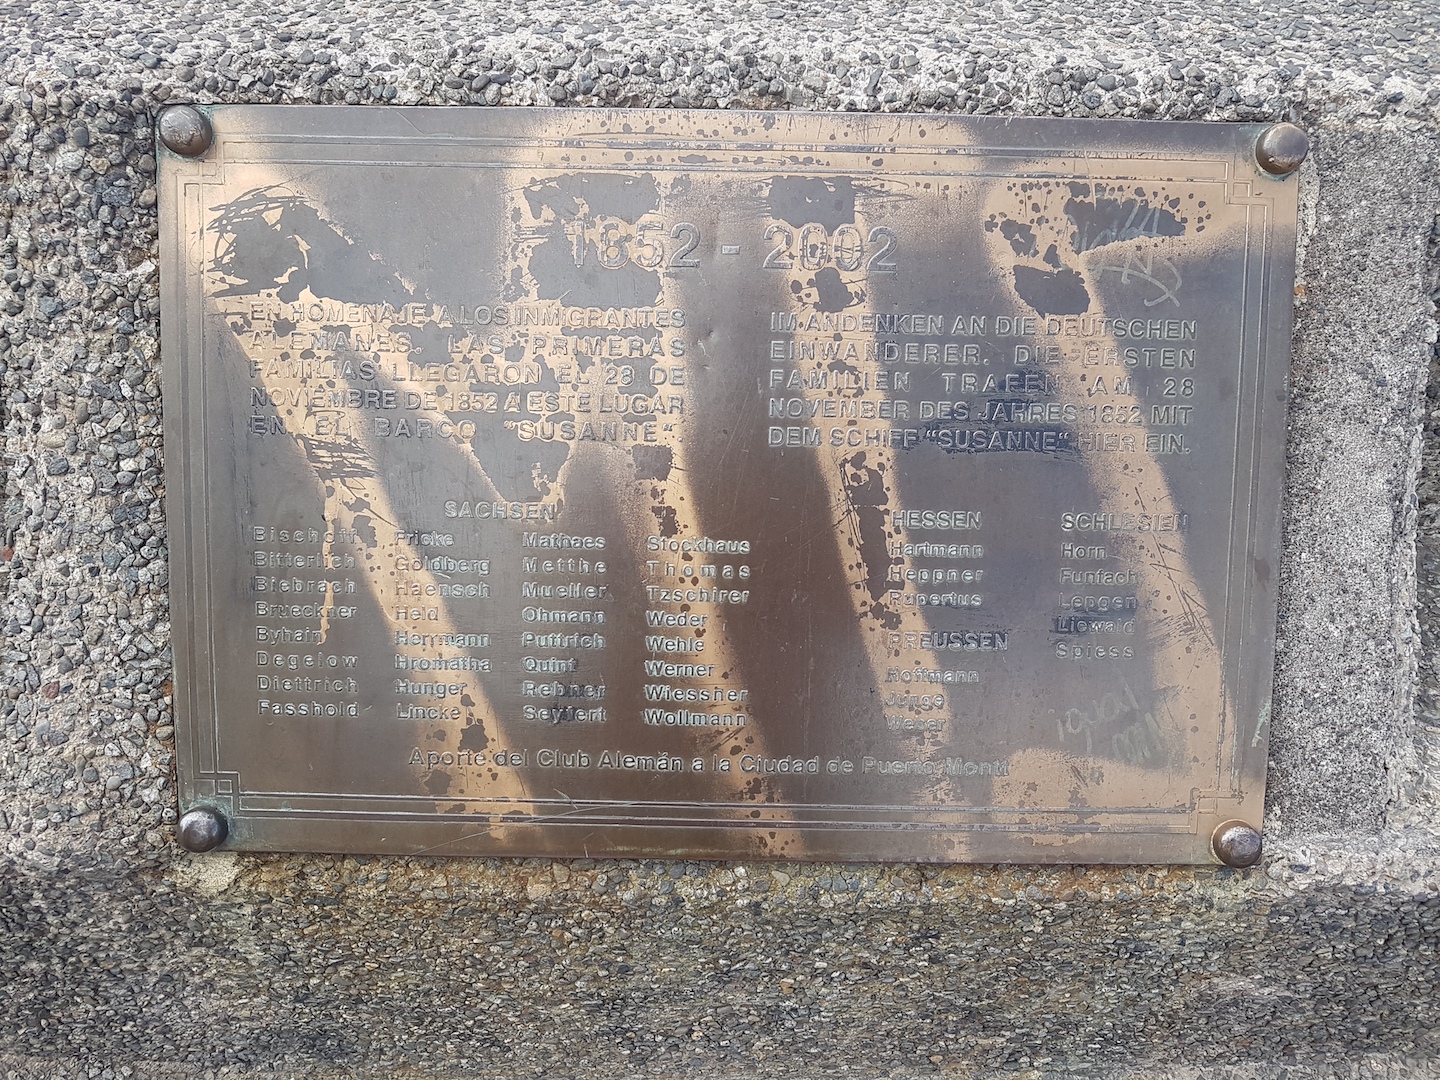 1852 - 2002
EN HOMENAJE A LOS INMIGRANTES
ALEMANES. LAS PRIMERAS
FAMILIAS LLEGARON EL 28 DE
NOVIEMBRE DE 1852 A ESTE LUGAR
EN EL BARCO "SUSANNE"
IM ANDENKEN AN DIE DEUTSCHEN
EINWANDERER. DIE ERSTEN
FAMILIEN TRAFEN AM 28
NOVEMBER DES JAHRES 1852 MIT
DEM SCHIFF "SUSANNE" HIER EIN.
SACHSEN
Bischoff
Bitterlich
Biebrach
Brueckner
Byhain
Degelow
Diettrich
Fasshold
Fricke
Goldberg
Haensch
Held
Herrmann
Hromatha
Hunger
Lincke
Mathaes
Metthe
Mueller
Ohmann
Puttrich
Quint
Rebner
Seyfert
Stockhaus
Thomas
Tzschirer
Weder
Wehle
Werner
Wiessher
Wollmann
HESSEN
Hartmann
Heppner
Rupertus
PREUSSEN
Hoffmann
Junge
SCHLESIEN
Horn
Funfach
Lepgen
Liewald
Spiess
Aporte del Club Alemán a la Ciudad de Puerto Montt